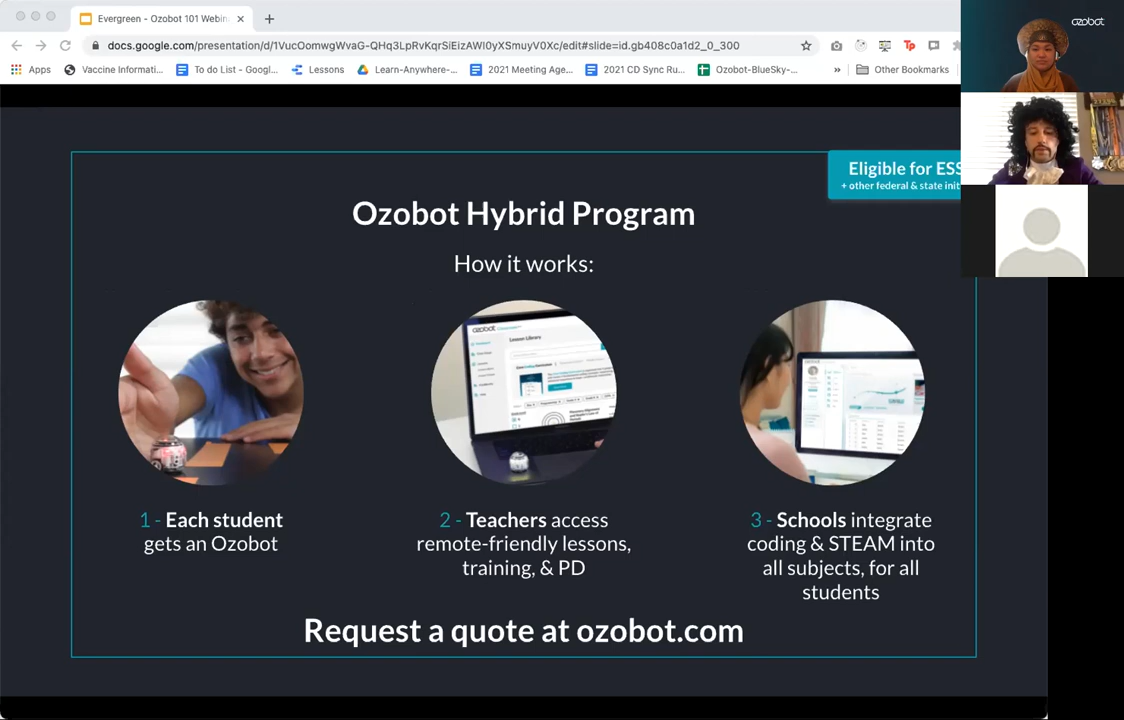 Evergreen - Ozobot 101 Webin
docs.google.com/presentation/d/1VucOomwgWvaG-QHq3LpRvKqrSiEizAWl0yXSmuyV0Xc/edit#slide=id.gb408c0a1d2_0_300
Apps
Vaccine Informati...
To do List - Googl...
Lessons
Learn-Anywhere-...
2021 Meeting Age...
2021 CD Sync Ru...
Ozobot-BlueSky-...
»
Other Bookmarks
ozobot
Eligible for ESS
+ other federal & state init
Ozobot Hybrid Program
How it works:
ozobot
Lesson Library
1 - Each student
gets an Ozobot
2 - Teachers access
remote-friendly lessons,
training, & PD
3 - Schools integrate
coding & STEAM into
all subjects, for all
students
Request a quote at ozobot.com